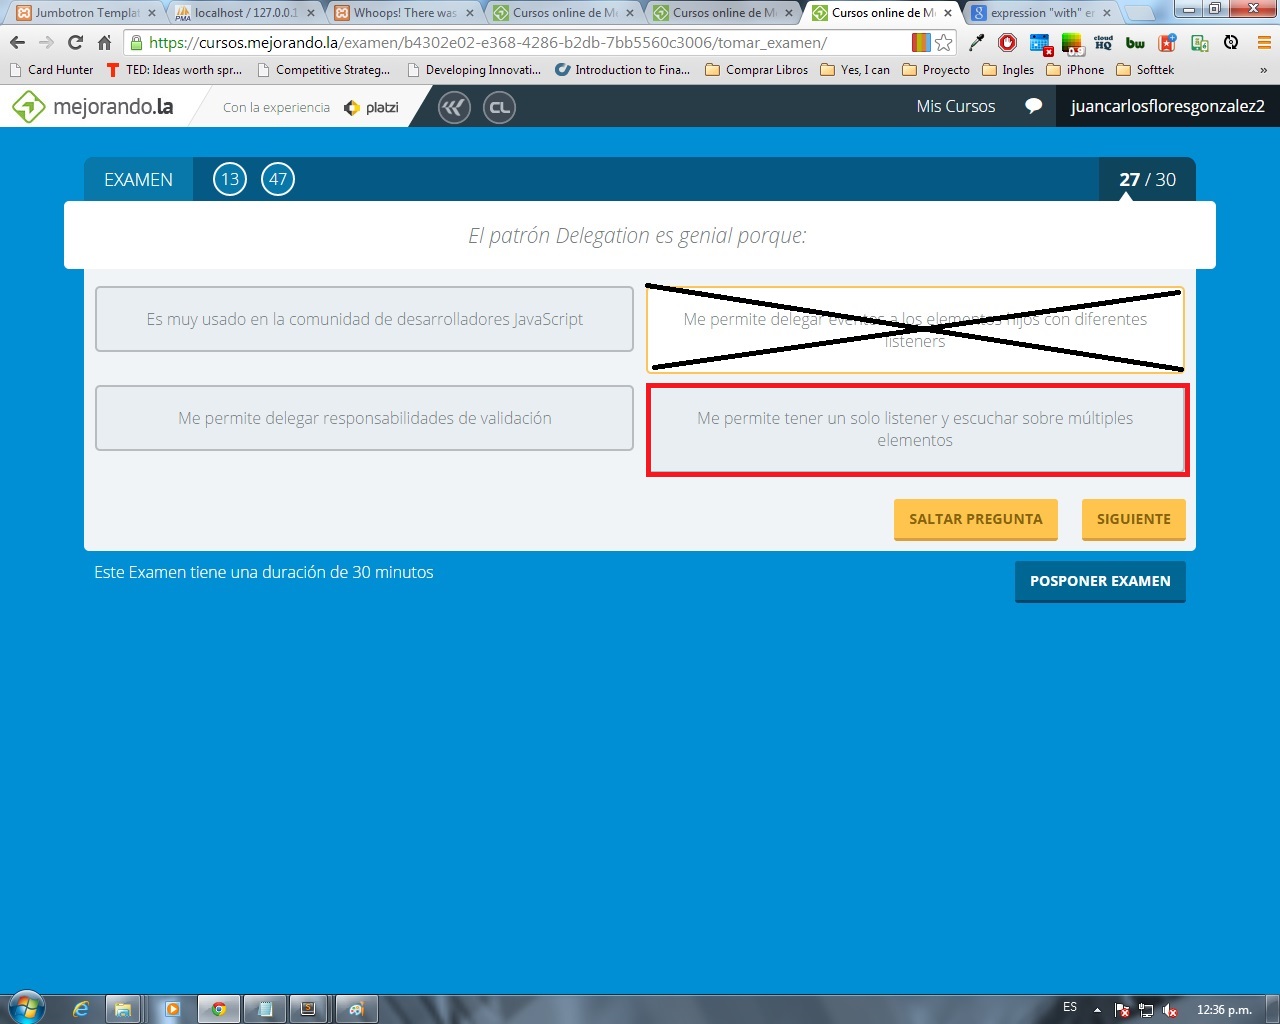 Jumbotron Templat
localhost / 127.0.0.1
Whoops! There was
Cursos online de M
Cursos online de M
Cursos online de M
expression "with" er
https://cursos.mejorando.la/examen/b4302e02-e368-4286-b2db-7bb5560c3006/tomar_examen/
cloud
HQ
bw
Card Hunter
TED: Ideas worth spr...
Competitive Strateg...
Developing Innovati...
Introduction to Fina...
Comprar Libros
Yes, I can
Proyecto
Ingles
iPhone
Softtek
»
mejorando.la
Con la experiencia
platzi
CL
Mis Cursos
juancarlosfloresgonzalez2
EXAMEN
13
47
27 / 30
El patrón Delegation es genial porque:
Es muy usado en la comunidad de desarrolladores JavaScript
Me permite delegar eventos a los elementos hijos con diferentes
listeners
Me permite delegar responsabilidades de validación
Me permite tener un solo listener y escuchar sobre múltiples
elementos
SALTAR PREGUNTA
SIGUIENTE
Este Examen tiene una duración de 30 minutos
POSPONER EXAMEN
ES
12:36 p.m.